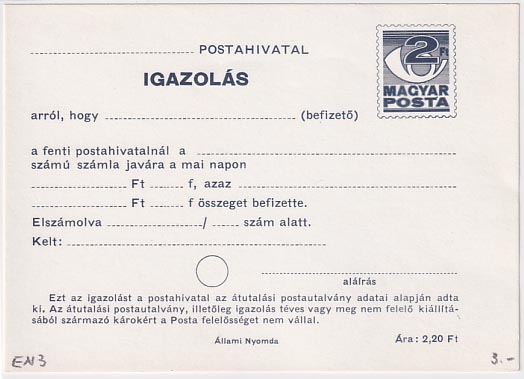 POSTAHIVATAL
2 Ft
MAGYAR
POSTA
IGAZOLÁS
arról, hogy (befizető)
a fenti postahivatalnál a
számú számla javára a mai napon
Ft f, azaz
Ft f összeget befizette.
Elszámolva / szám alatt.
Kelt:
aláírás
Ezt az igazolást a postahivatal az átutalási postautalvány adatai alapján adta
ki. Az átutalási postautalvány, illetőleg igazolás téves vagy meg nem felelő kiállítá-
sából származó károkért a Posta felelősséget nem vállal.
Állami Nyomda
Ára: 2,20 Ft
EN3
3.-